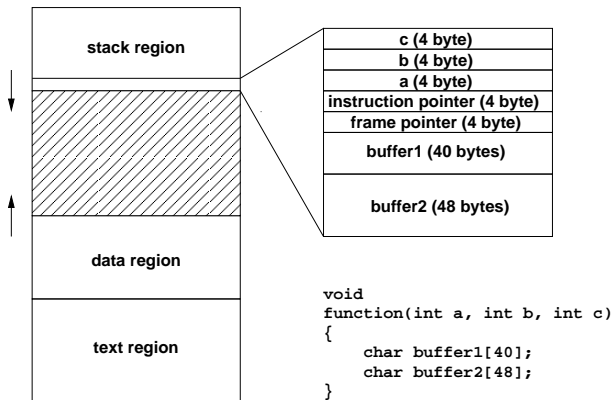 stack region
data region
text region
c (4 byte)
b (4 byte)
a (4 byte)
instruction pointer (4 byte)
frame pointer (4 byte)
buffer1 (40 bytes)
buffer2 (48 bytes)
void
function(int a, int b, int c)
{
    char buffer1[40];
    char buffer2[48];
}